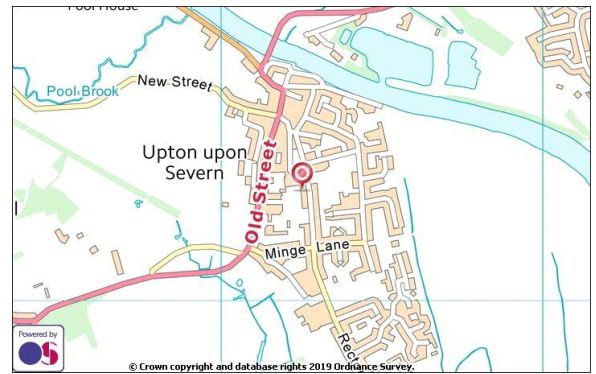 Pool House
New Street
Pool Brook
Upton upon
Severn
Old Street
Minge Lane
Powered by
OS
© Crown copyright and database rights 2019 Ordnance Survey.